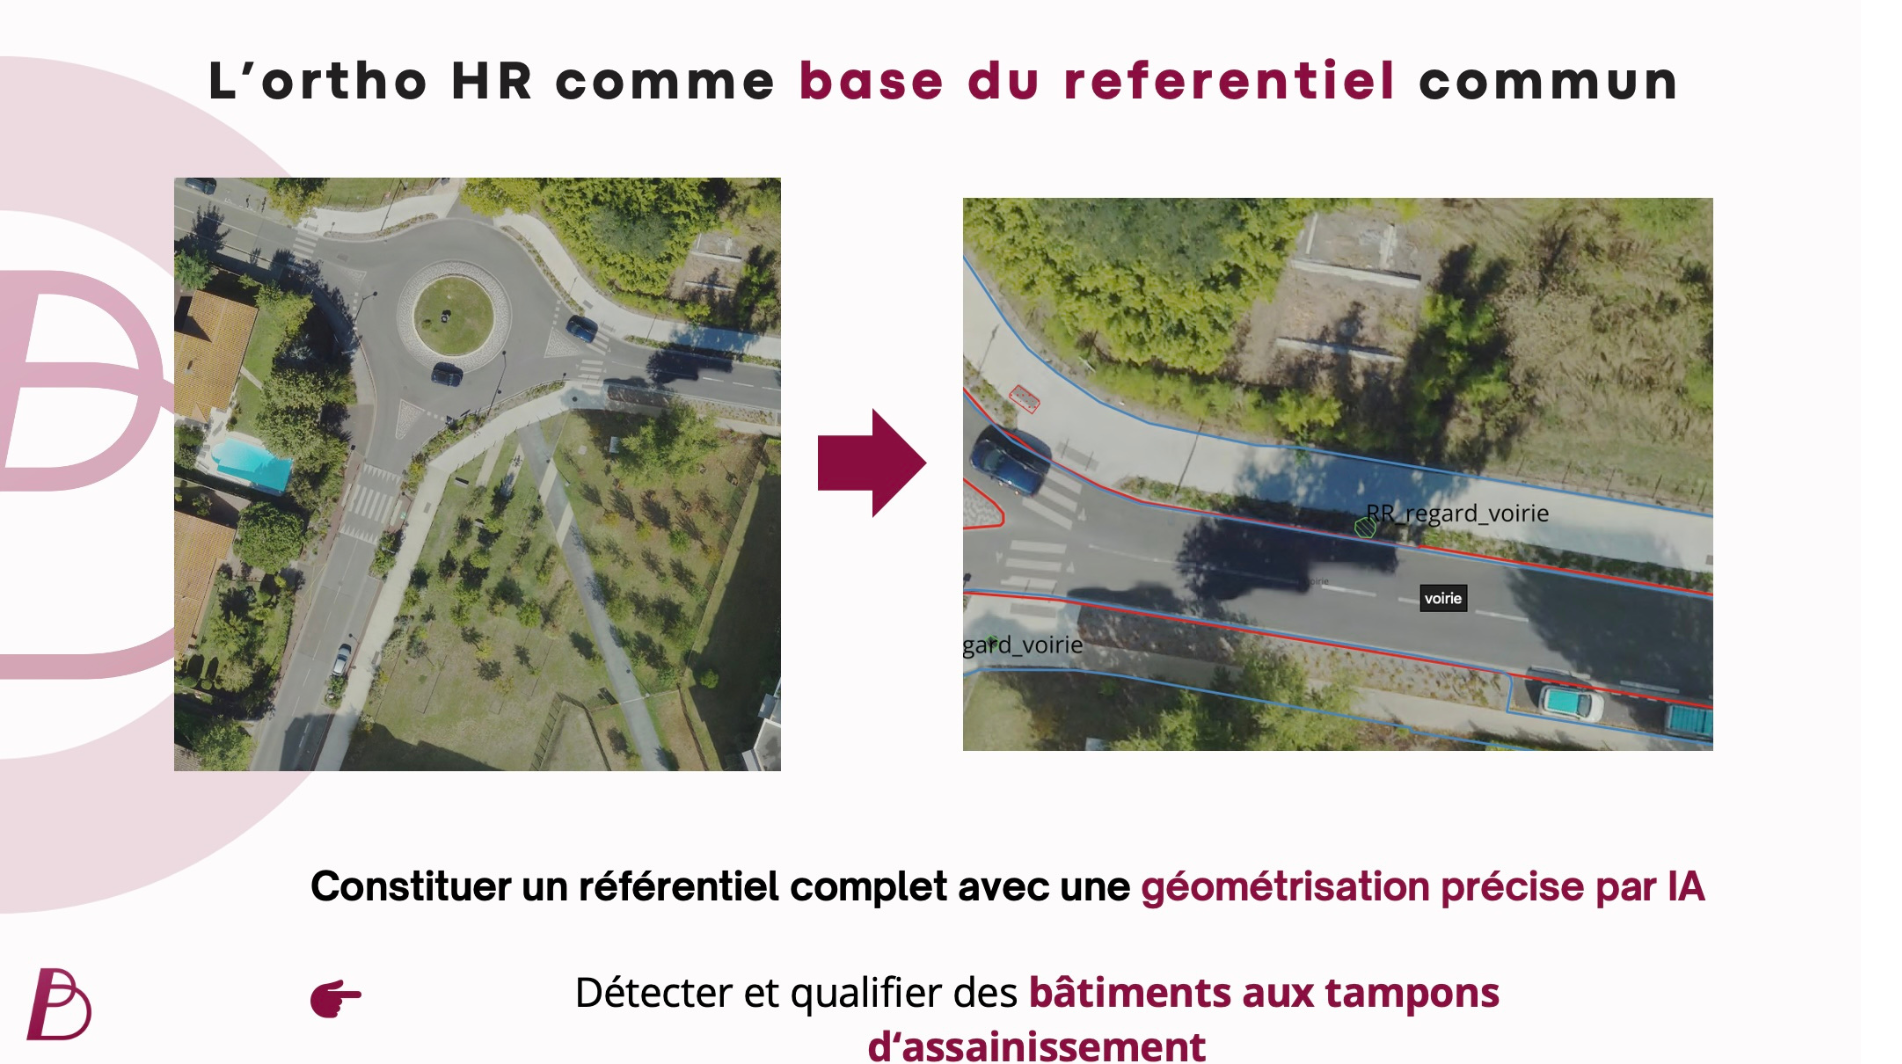 L’ortho HR comme base du referentiel commun
RR_regard_voirie
voirie
gard_voirie
Constituer un référentiel complet avec une géométrisation précise par IA
Détecter et qualifier des bâtiments aux tampons
d‘assainissement